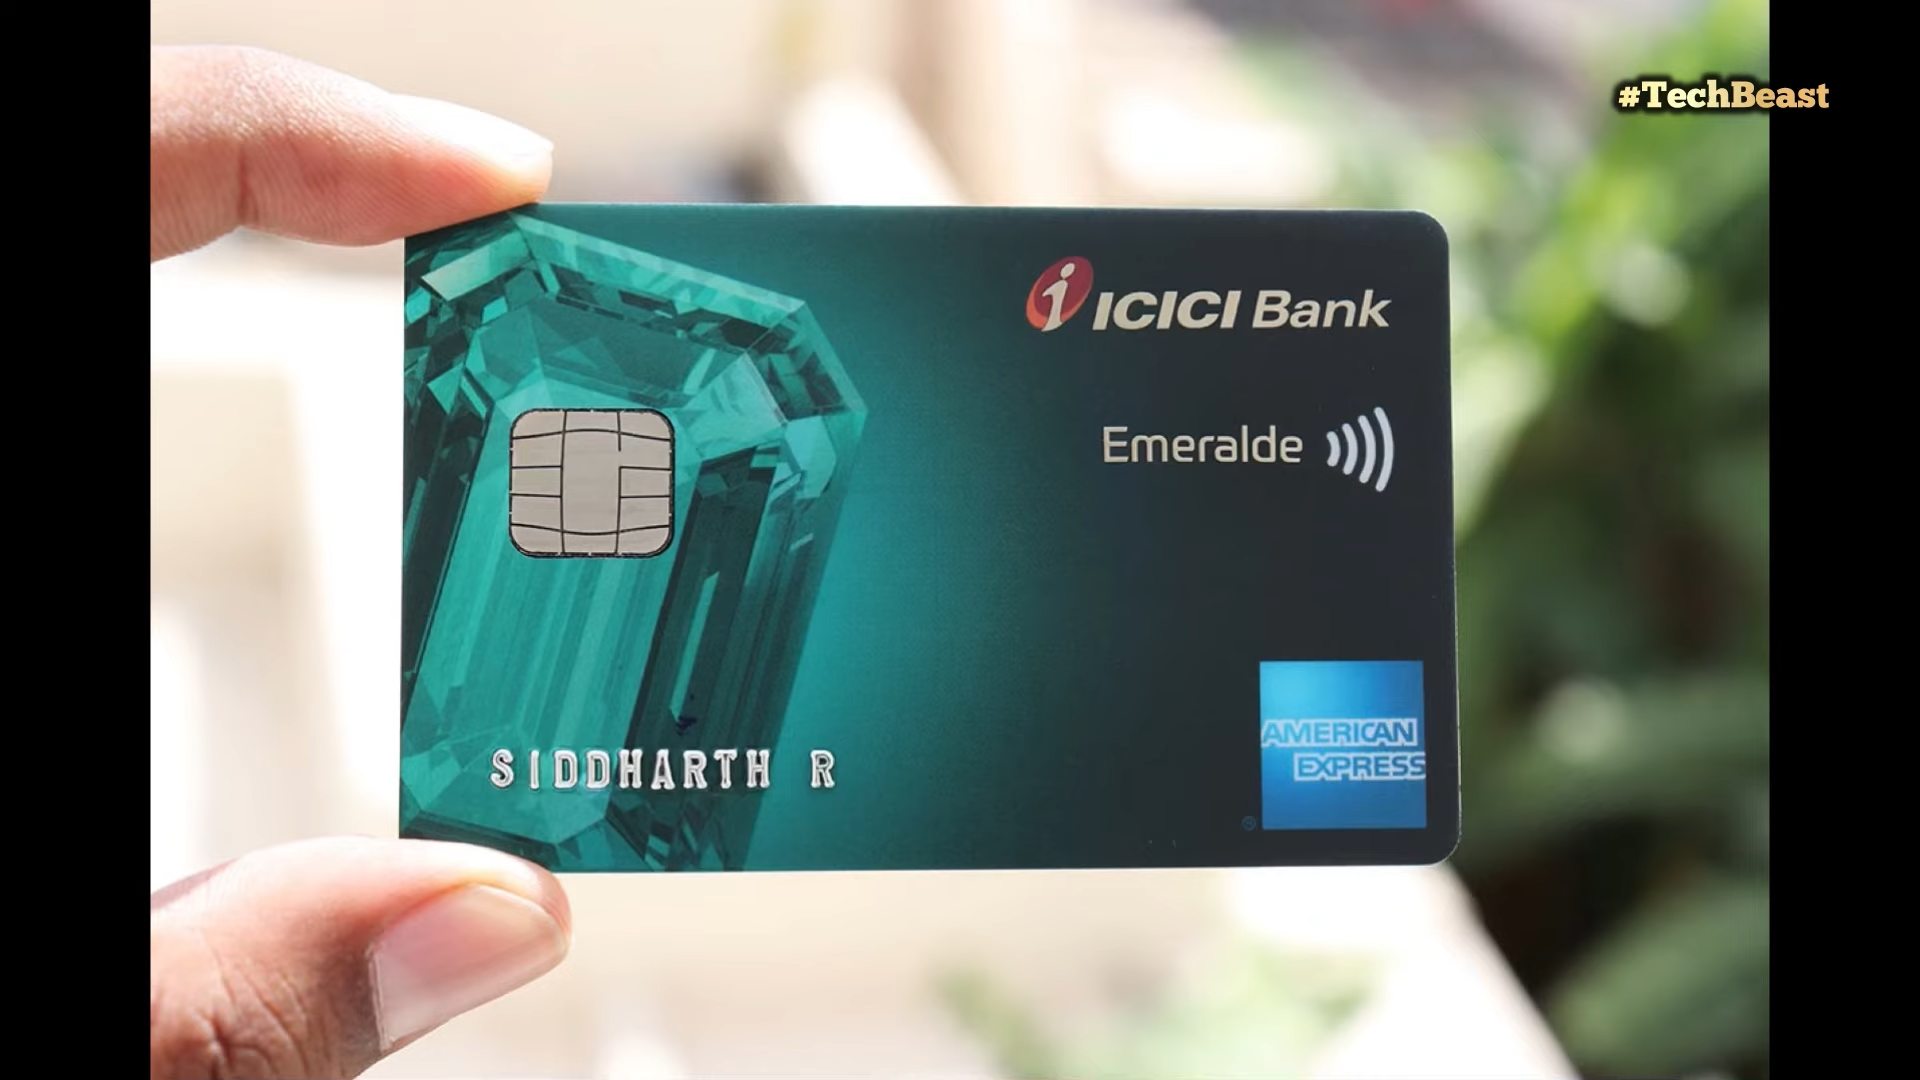 #TechBeast
ICICI Bank
Emeralde
SIDDHARTH R
AMERICAN
EXPRESS
®